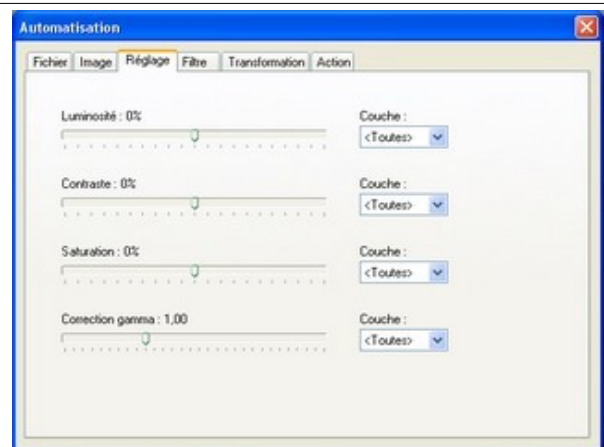 Automatisation
Fichier Image Réglage Filtre Transformation Action
Luminosité : 0% Couche :
<Toutes>
Contraste : 0% Couche :
<Toutes>
Saturation : 0% Couche :
<Toutes>
Correction gamma : 1,00 Couche :
<Toutes>